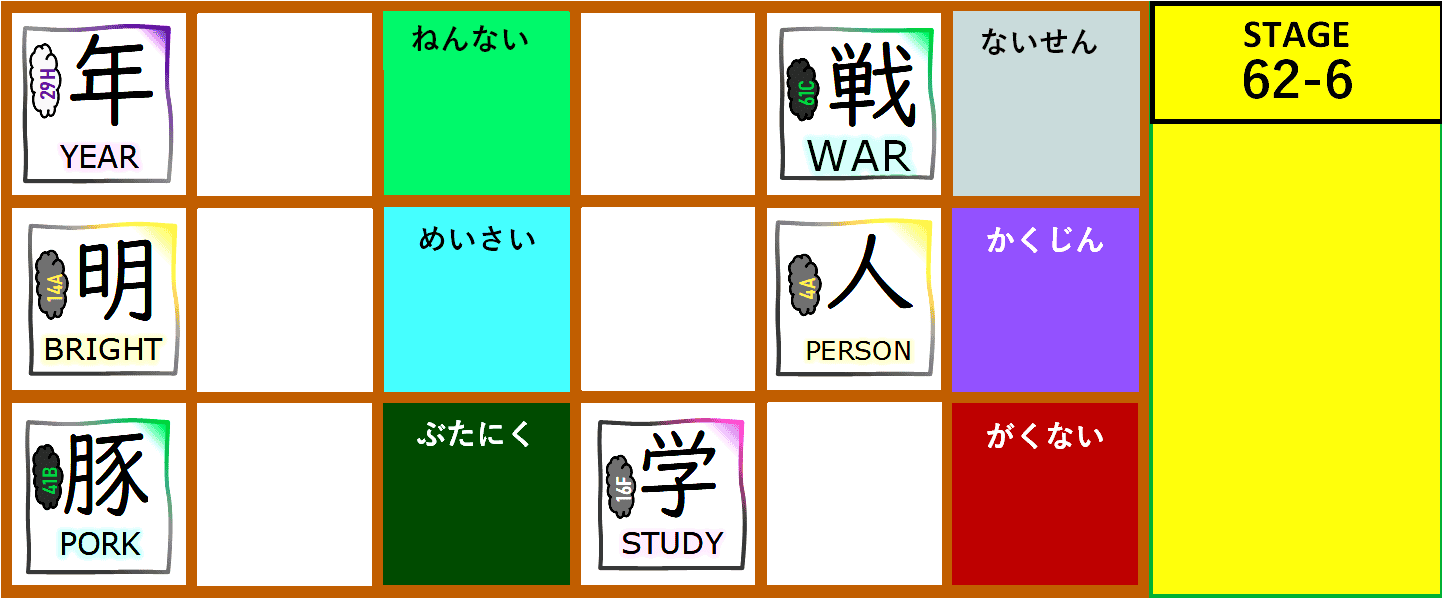 29H
年
YEAR
ねんない
61C
戦
WAR
ないせん
STAGE
62-6
14A
明
BRIGHT
めいさい
4A
人
PERSON
かくじん
41B
豚
PORK
ぶたにく
16F
学
STUDY
がくない